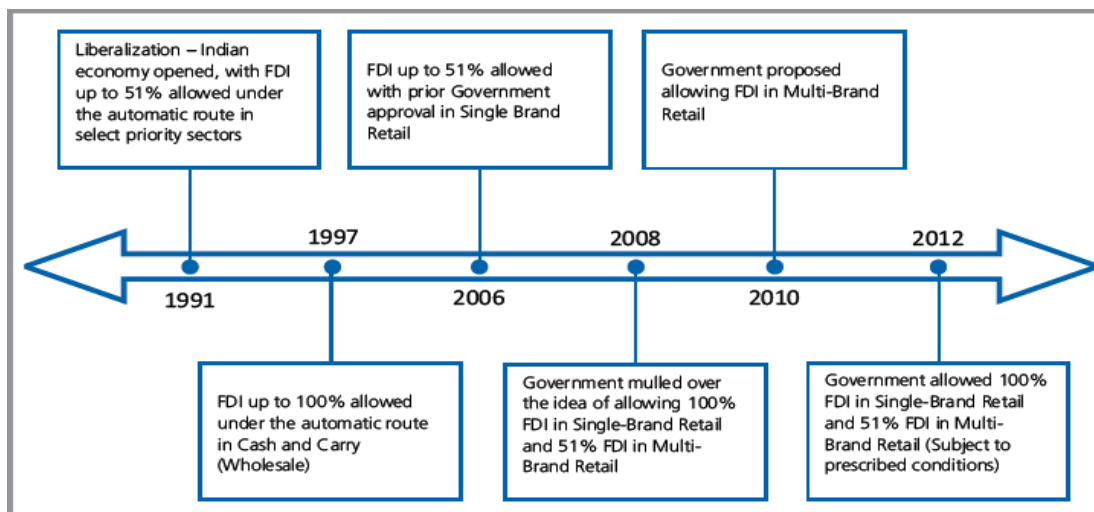 Liberalization – Indian
economy opened, with FDI
up to 51% allowed under
the automatic route in
select priority sectors
FDI up to 51% allowed
with prior Government
approval in Single Brand
Retail
Government proposed
allowing FDI in Multi-Brand
Retail
1997
2008
2012
1991
2006
2010
FDI up to 100% allowed
under the automatic route
in Cash and Carry
(Wholesale)
Government mulled over
the idea of allowing 100%
FDI in Single-Brand Retail
and 51% FDI in Multi-
Brand Retail
Government allowed 100%
FDI in Single-Brand Retail
and 51% FDI in Multi-
Brand Retail (Subject to
prescribed conditions)